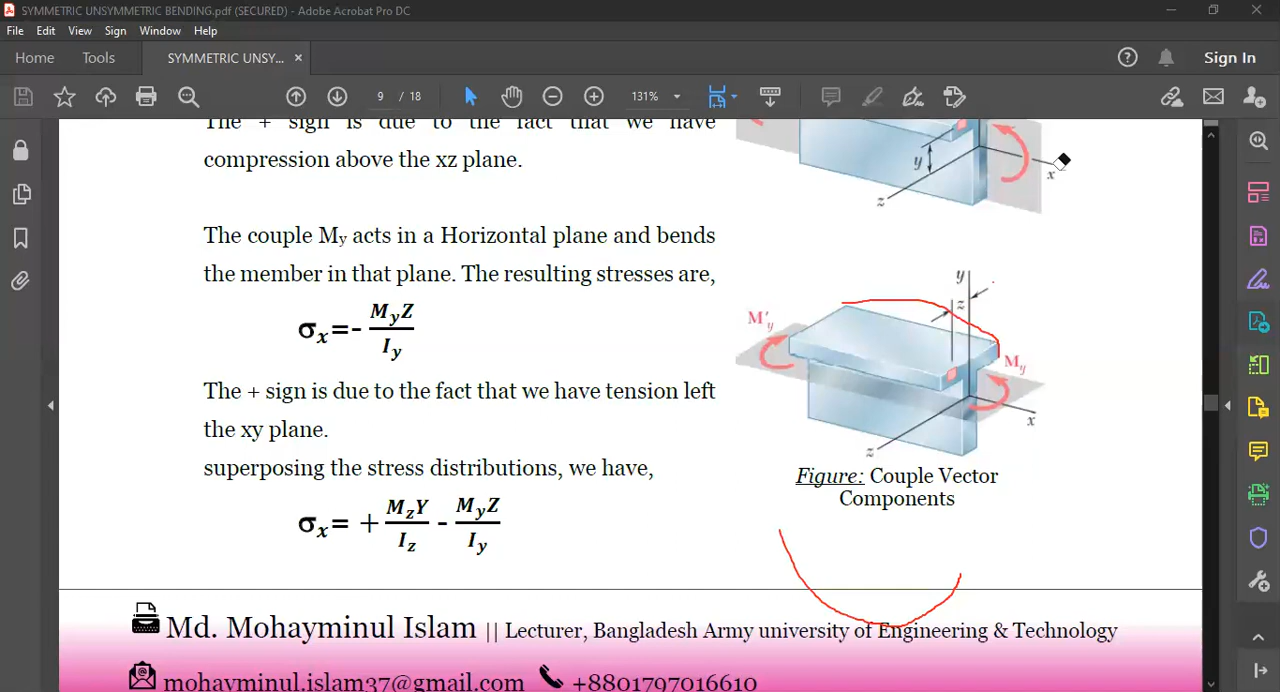 SYMMETRIC UNSYMMETRIC BENDING.pdf (SECURED) - Adobe Acrobat Pro DC
File Edit View Sign Window Help
Home Tools SYMMETRIC UNSY... × Sign In
9 / 18 131%
The + sign is due to the fact that we have
compression above the xz plane.
y
x
z
The couple My acts in a Horizontal plane and bends
the member in that plane. The resulting stresses are,
σx=- MyZ/Iy
y
z
M'y
My
x
z
The + sign is due to the fact that we have tension left
the xy plane.
superposing the stress distributions, we have,
σx= + MzY/Iz - MyZ/Iy
Figure: Couple Vector
Components
Md. Mohayminul Islam || Lecturer, Bangladesh Army university of Engineering & Technology
mohayminul.islam37@gmail.com +8801797016610